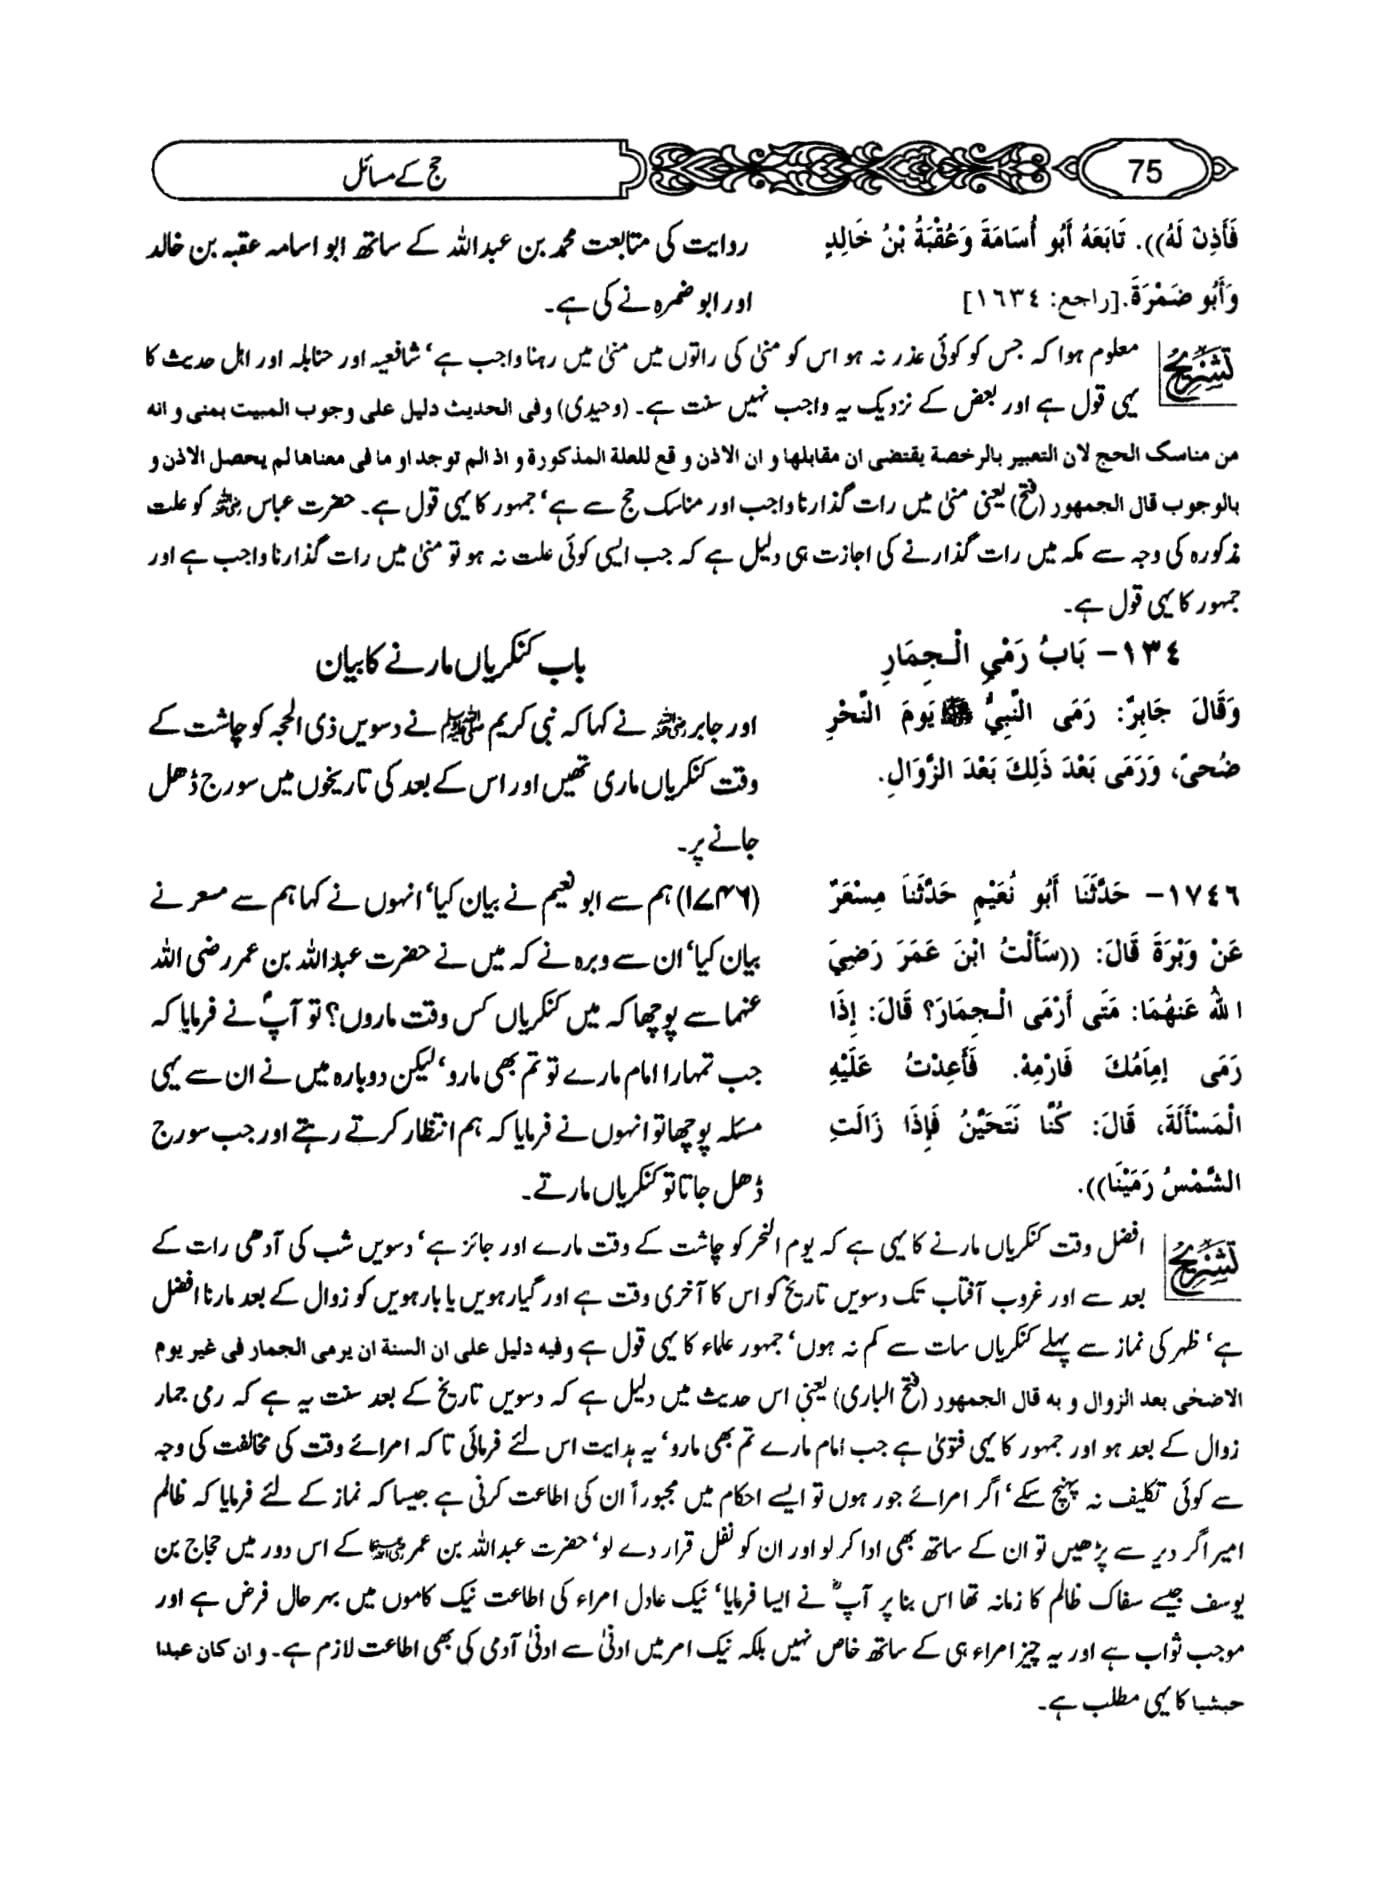 75
حج کے مسائل
فَأَذِنَ لَهُ)). تَابَعَهُ أَبُو أُسَامَةَ وَعُقْبَةُ بْنُ خَالِدٍ
وَأَبُو ضَمْرَةَ.[راجع: ١٦٣٤]
روایت کی متابعت محمد بن عبداللہ کے ساتھ ابو اسامہ عقبہ بن خالد
اور ابو ضمرہ نے کی ہے۔
تشریح
معلوم ہوا کہ جس کو کوئی عذر نہ ہو اس کو منیٰ کی راتوں میں منیٰ میں رہنا واجب ہے' شافعیہ اور حنابلہ اور اہل حدیث کا
یہی قول ہے اور بعض کے نزدیک یہ واجب نہیں سنت ہے۔ (وحیدی) وفی الحدیث دلیل علی وجوب المبیت بمنی و انه
من مناسک الحج لان التعبیر بالرخصة یقتضی ان مقابلها و ان الاذن و قع للعلة المذکورة و اذ الم توجد او ما فی معناها لم یحصل الاذن و
بالوجوب قال الجمهور (فتح) یعنی منیٰ میں رات گذارنا واجب اور مناسک حج سے ہے' جمہور کا یہی قول ہے۔ حضرت عباس رضی اللہ عنہ کو علت
مذکورہ کی وجہ سے مکہ میں رات گذارنے کی اجازت ہی دلیل ہے کہ جب ایسی کوئی علت نہ ہو تو منیٰ میں رات گذارنا واجب ہے اور
جمہور کا یہی قول ہے۔
١٣٤- بَابُ رَمْيِ الْجِمَارِ
وَقَالَ جَابِرٌ: رَمَى النَّبِيُّ ﷺ يَومَ النَّحْرِ
ضُحىً، وَرَمَى بَعْدَ ذَلِكَ بَعْدَ الزَّوَالِ.
باب کنکریاں مارنے کا بیان
اور جابر رضی اللہ عنہ نے کہا کہ نبی کریم ﷺ نے دسویں ذی الحجہ کو چاشت کے
وقت کنکریاں ماری تھیں اور اس کے بعد کی تاریخوں میں سورج ڈھل
جانے پر۔
١٧٤٦- حَدَّثَنَا أَبُو نُعَيْمٍ حَدَّثَنَا مِسْعَرٌ
عَنْ وَبْرَةَ قَالَ: ((سَأَلْتُ ابْنَ عَمَرَ رَضِيَ
اللهُ عَنهُمَا: مَتَى أَرْمَى الْجِمَارَ؟ قَالَ: إِذَا
رَمَى إِمَامُكَ فَارْمِهْ. فَأَعِدْتُ عَلَيْهِ
الْمَسْأَلَةَ، قَالَ: كُنَّا نَتَحَيَّنُ فَإِذَا زَالَتِ
الشَّمْسُ رَمَيْنَا)).
(۱۷۴۶) ہم سے ابو نعیم نے بیان کیا' انہوں نے کہا ہم سے مسعر نے
بیان کیا' ان سے وبرہ نے کہ میں نے حضرت عبداللہ بن عمر رضی اللہ
عنہما سے پوچھا کہ میں کنکریاں کس وقت ماروں؟ تو آپؓ نے فرمایا کہ
جب تمہارا امام مارے تو تم بھی مارو' لیکن دوبارہ میں نے ان سے یہی
مسئلہ پوچھا تو انہوں نے فرمایا کہ ہم انتظار کرتے رہتے اور جب سورج
ڈھل جاتا تو کنکریاں مارتے۔
تشریح
افضل وقت کنکریاں مارنے کا یہی ہے کہ یوم النحر کو چاشت کے وقت مارے اور جائز ہے' دسویں شب کی آدھی رات کے
بعد سے اور غروب آفتاب تک دسویں تاریخ کو اس کا آخری وقت ہے اور گیارہویں یا بارہویں کو زوال کے بعد مارنا افضل
ہے' ظہر کی نماز سے پہلے کنکریاں سات سے کم نہ ہوں' جمہور علماء کا یہی قول ہے وفیه دلیل علی ان السنة ان یرمی الجمار فی غیر یوم
الاضحٰی بعد الزوال و به قال الجمهور (فتح الباری) یعنی اس حدیث میں دلیل ہے کہ دسویں تاریخ کے بعد سنت یہ ہے کہ رمی جمار
زوال کے بعد ہو اور جمہور کا یہی فتویٰ ہے جب امام مارے تم بھی مارو' یہ ہدایت اس لئے فرمائی تا کہ امرائے وقت کی مخالفت کی وجہ
سے کوئی تکلیف نہ پہنچ سکے' اگر امرائے جور ہوں تو ایسے احکام میں مجبوراً ان کی اطاعت کرنی ہے جیسا کہ نماز کے لئے فرمایا کہ ظالم
امیر اگر دیر سے پڑھیں تو ان کے ساتھ بھی ادا کر لو اور ان کو نفل قرار دے لو' حضرت عبداللہ بن عمر رضی اللہ عنہما کے اس دور میں حجاج بن
یوسف جیسے سفاک ظالم کا زمانہ تھا اس بنا پر آپؓ نے ایسا فرمایا' نیک عادل امراء کی اطاعت نیک کاموں میں بہر حال فرض ہے اور
موجب ثواب ہے اور یہ چیز امراء ہی کے ساتھ خاص نہیں بلکہ نیک امر میں ادنیٰ سے ادنیٰ آدمی کی بھی اطاعت لازم ہے۔ و ان کان عبدا
حبشیا کا یہی مطلب ہے۔